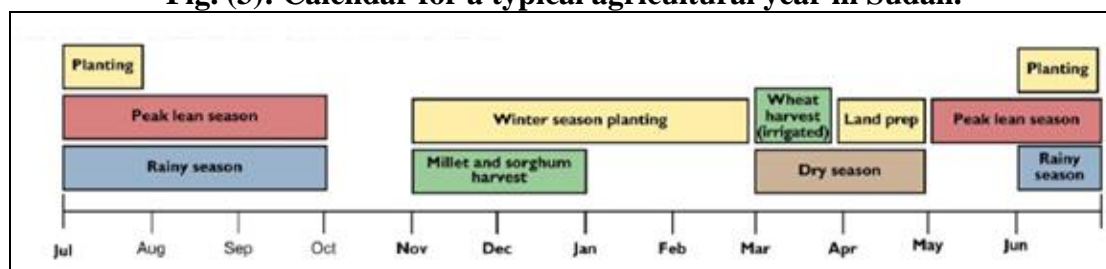 Fig. (3): Calendar for a typical agricultural year in Sudan.
Planting
Planting
Peak lean season
Winter season planting
Wheat
harvest
(irrigated)
Land prep
Peak lean season
Rainy season
Millet and sorghum
harvest
Dry season
Rainy
season
Jul Aug Sep Oct Nov Dec Jan Feb Mar Apr May Jun